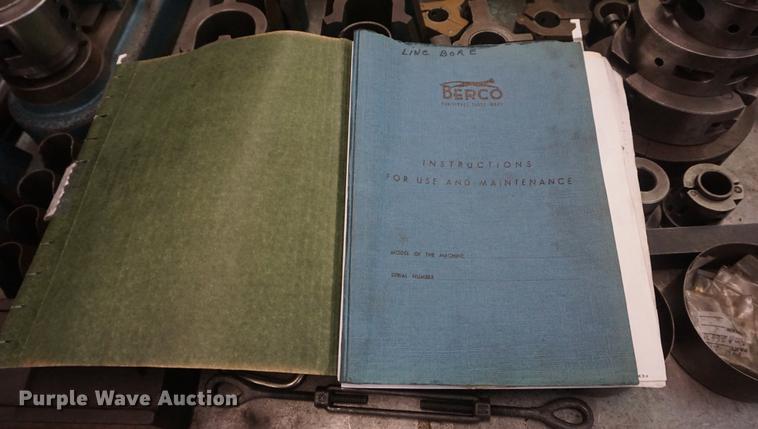 LINE BORE
BERCO
INSTRUCTIONS
FOR USE AND MAINTENANCE
MODEL OF THE MACHINE
SERIAL NUMBER
Purple Wave Auction